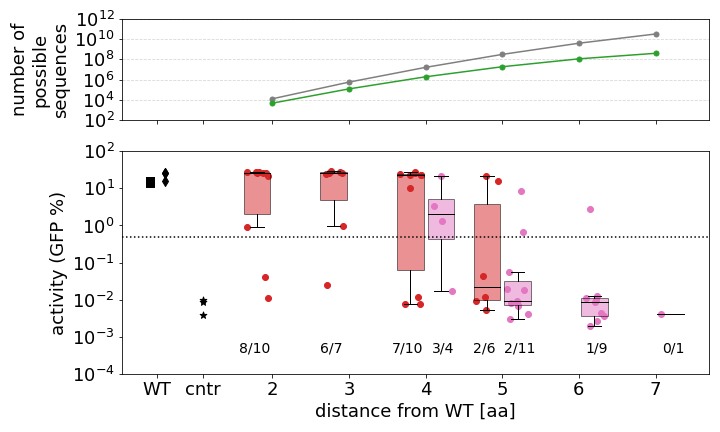 number of
possible
sequences
10^12
10^10
10^8
10^6
10^4
10^2
activity (GFP %)
10^2
10^1
10^0
10^-1
10^-2
10^-3
10^-4
8/10 6/7 7/10 3/4 2/6 2/11 1/9 0/1
WT cntr 2 3 4 5 6 7
distance from WT [aa]